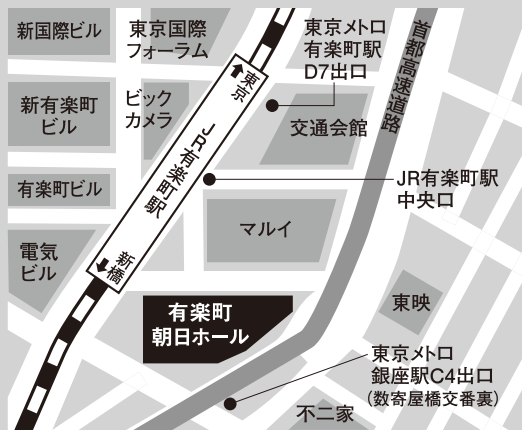 新国際ビル
東京国際
フォーラム
東京メトロ
有楽町駅
D7出口
首都高速道路
東京
新有楽町
ビル
ビック
カメラ
交通会館
JR有楽町駅
JR有楽町駅
中央口
有楽町ビル
マルイ
電気
ビル
新橋
有楽町
朝日ホール
東映
東京メトロ
銀座駅C4出口
(数寄屋橋交番裏)
不二家